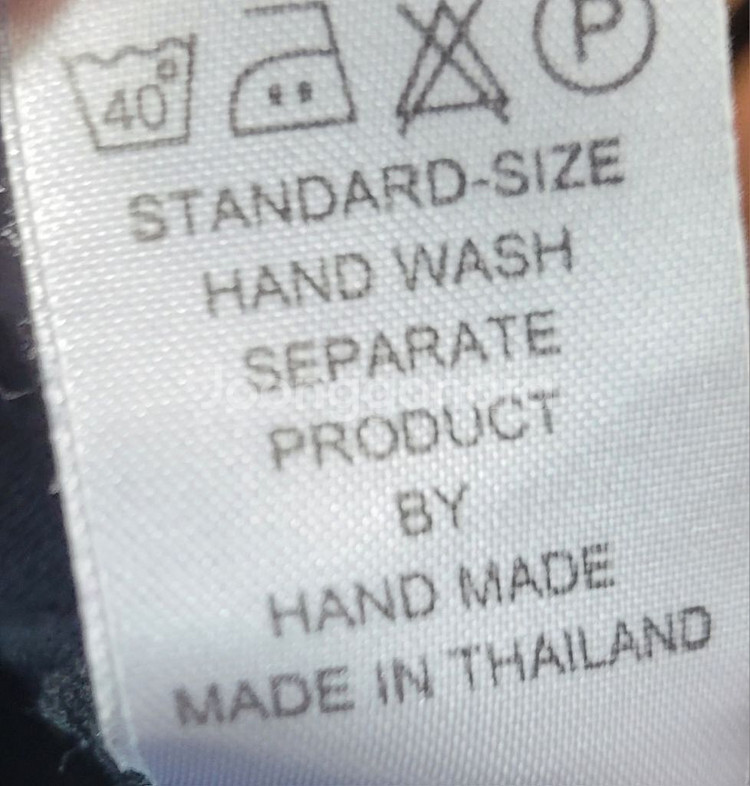 40°
P
STANDARD-SIZE
HAND WASH
SEPARATE
PRODUCT
BY
HAND MADE
MADE IN THAILAND